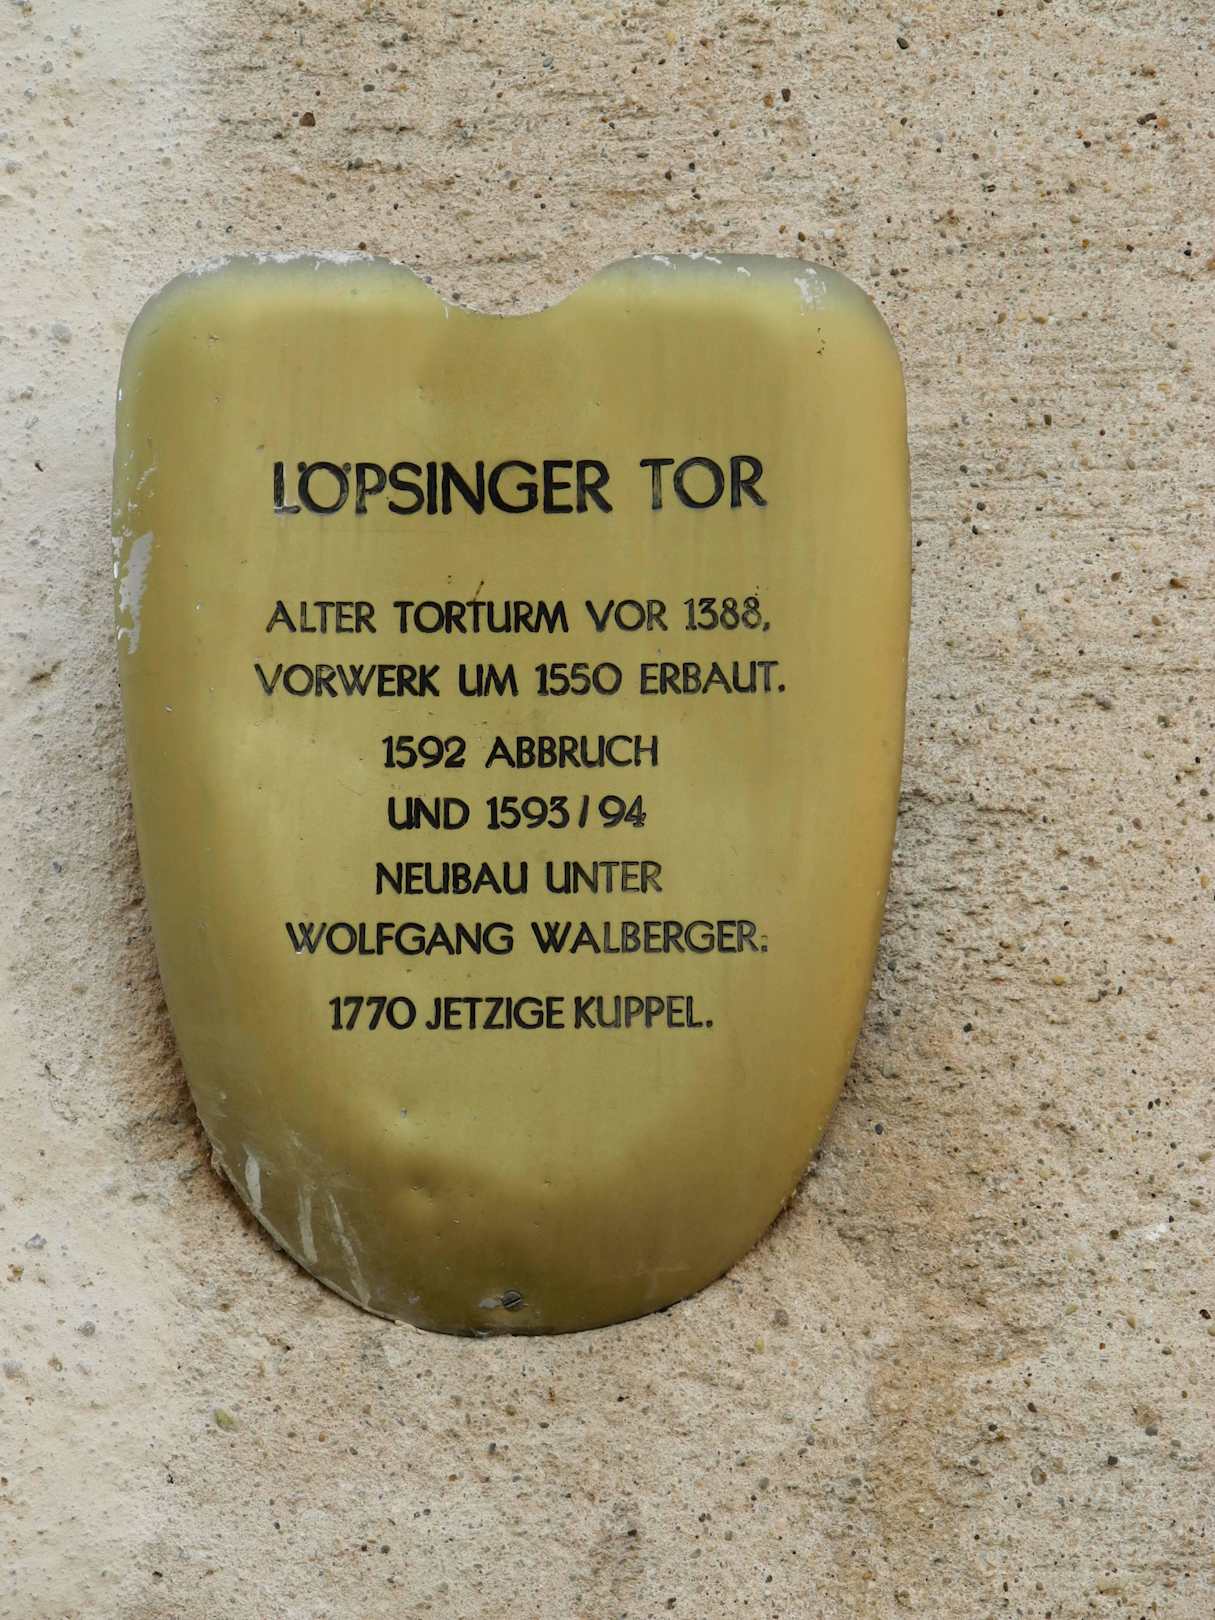 LÖPSINGER TOR
ALTER TORTURM VOR 1388,
VORWERK UM 1550 ERBAUT.
1592 ABBRUCH
UND 1593/94
NEUBAU UNTER
WOLFGANG WALBERGER.
1770 JETZIGE KUPPEL.